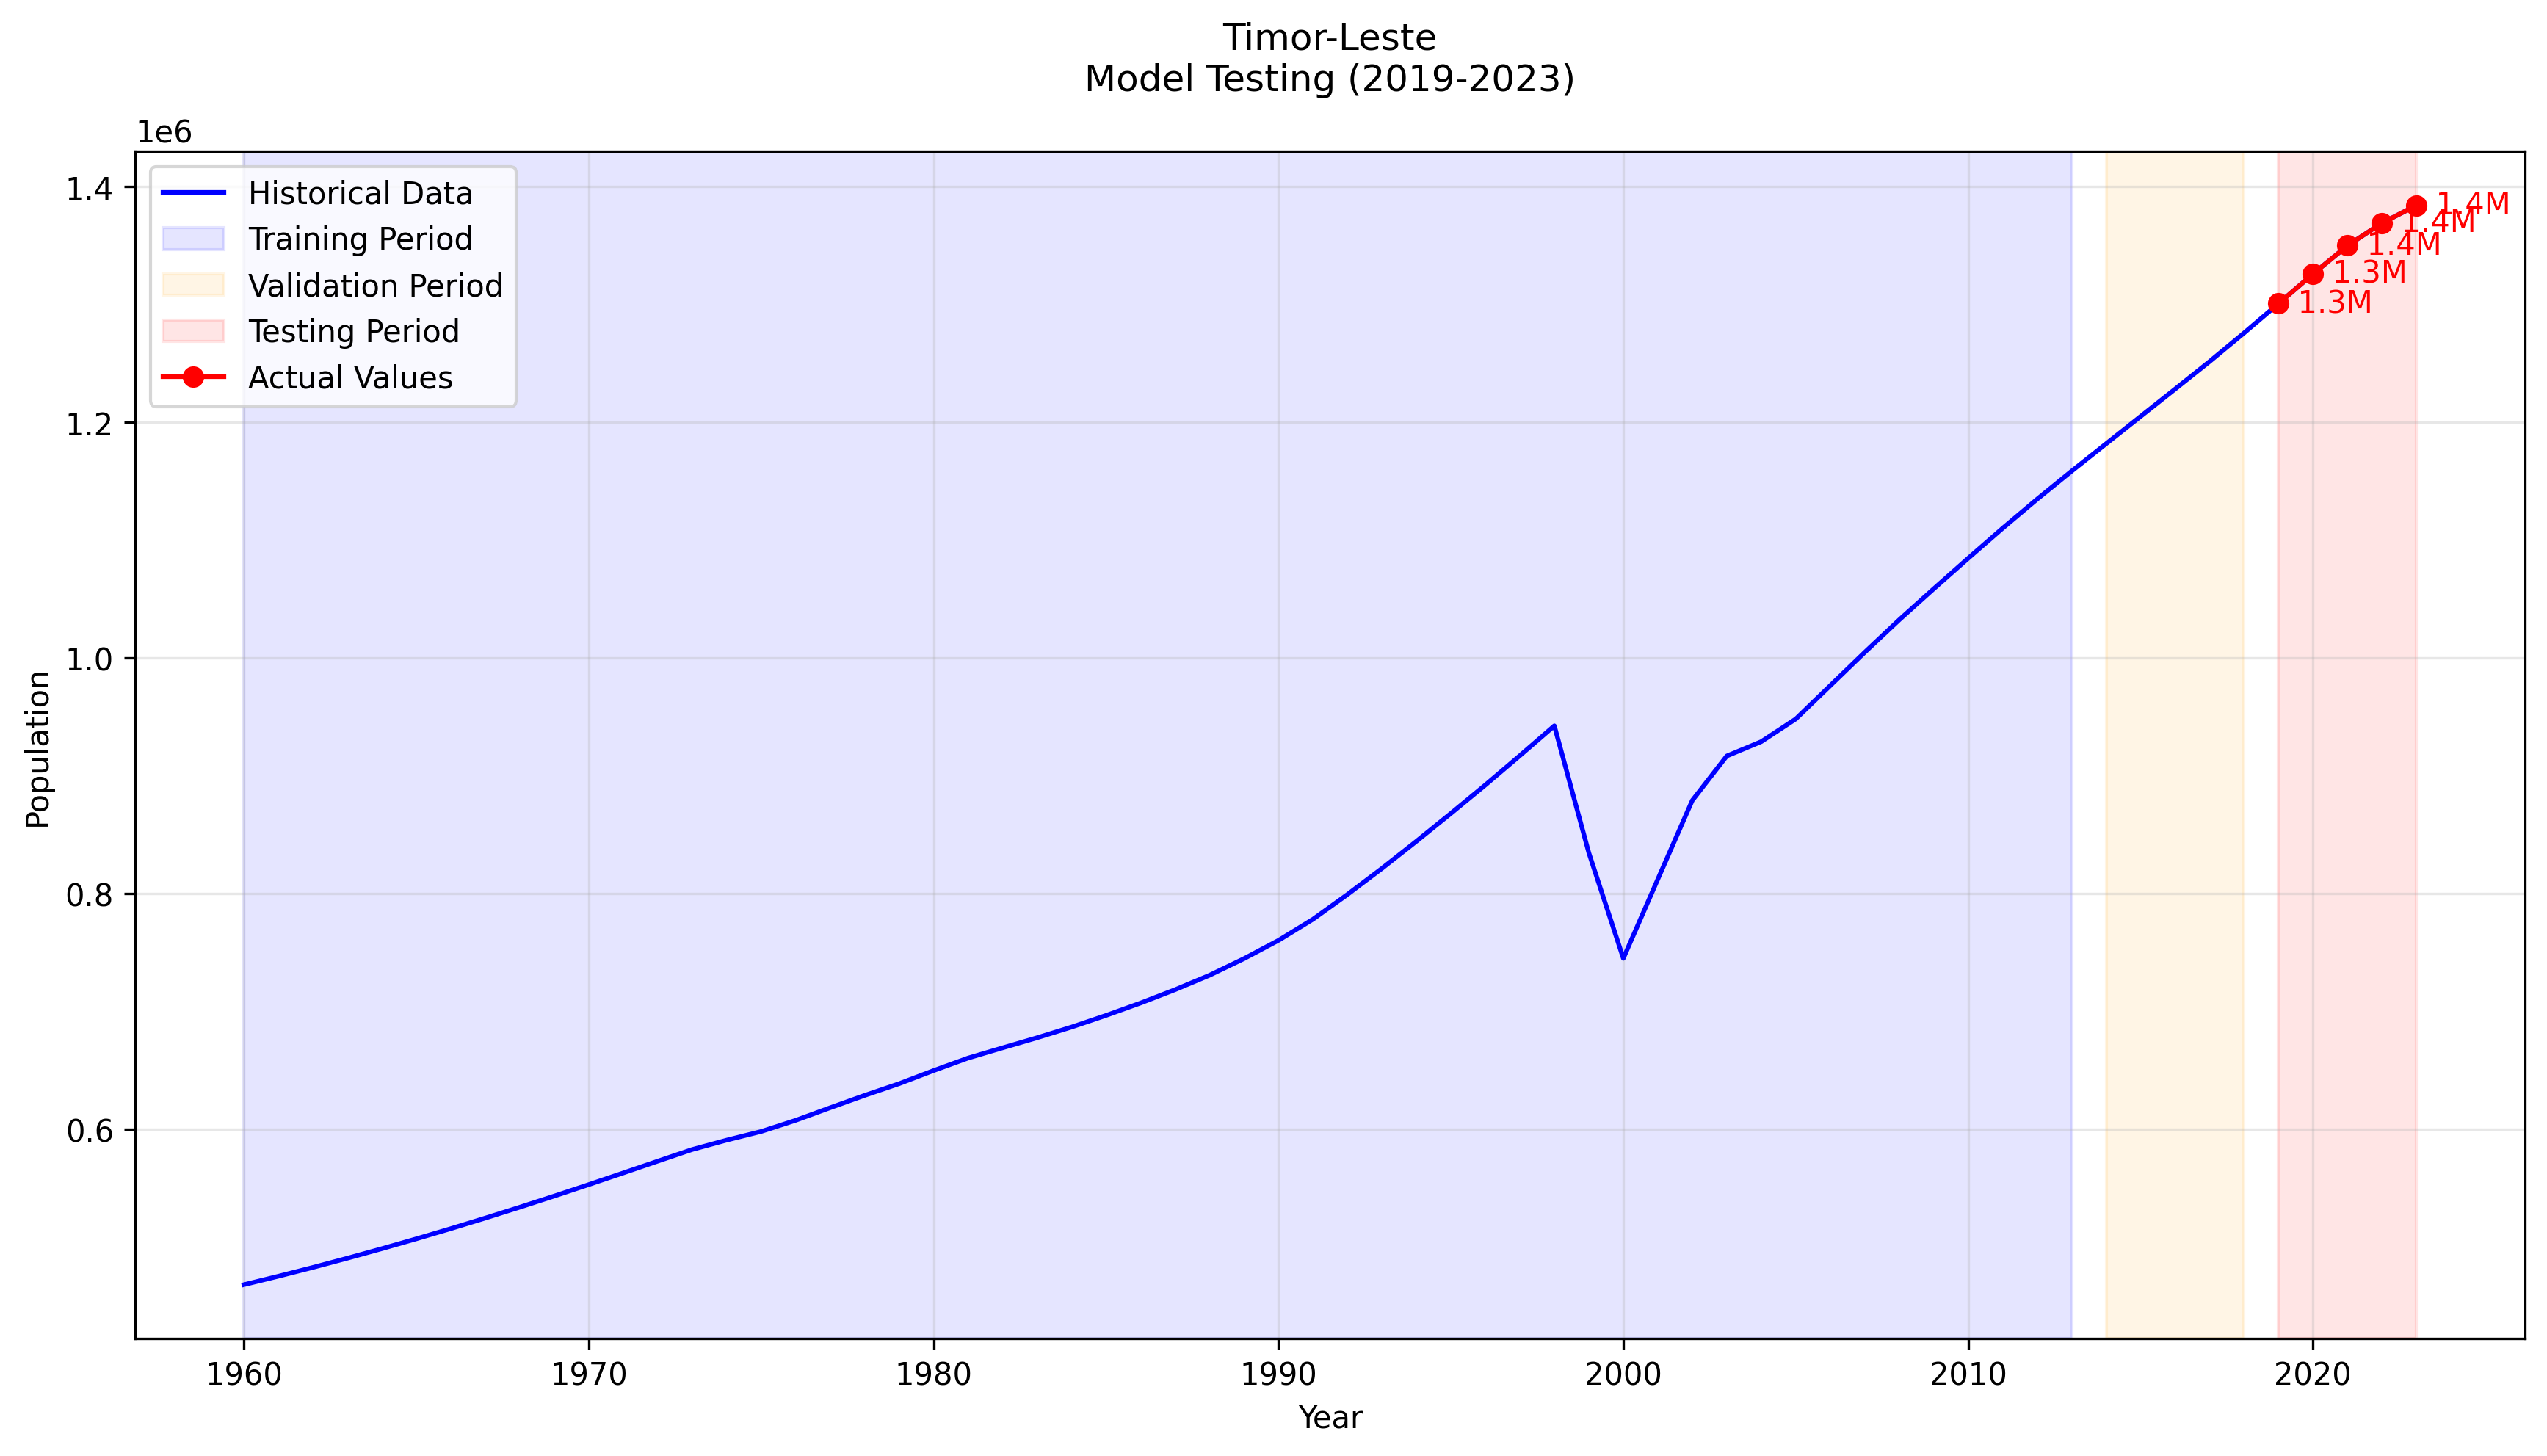 Timor-Leste
Model Testing (2019-2023)
1e6
1.4
1.2
1.0
0.8
0.6
Population
Historical Data
Training Period
Validation Period
Testing Period
Actual Values
1.4M
1.4M
1.4M
1.3M
1.3M
1960
1970
1980
1990
2000
2010
2020
Year